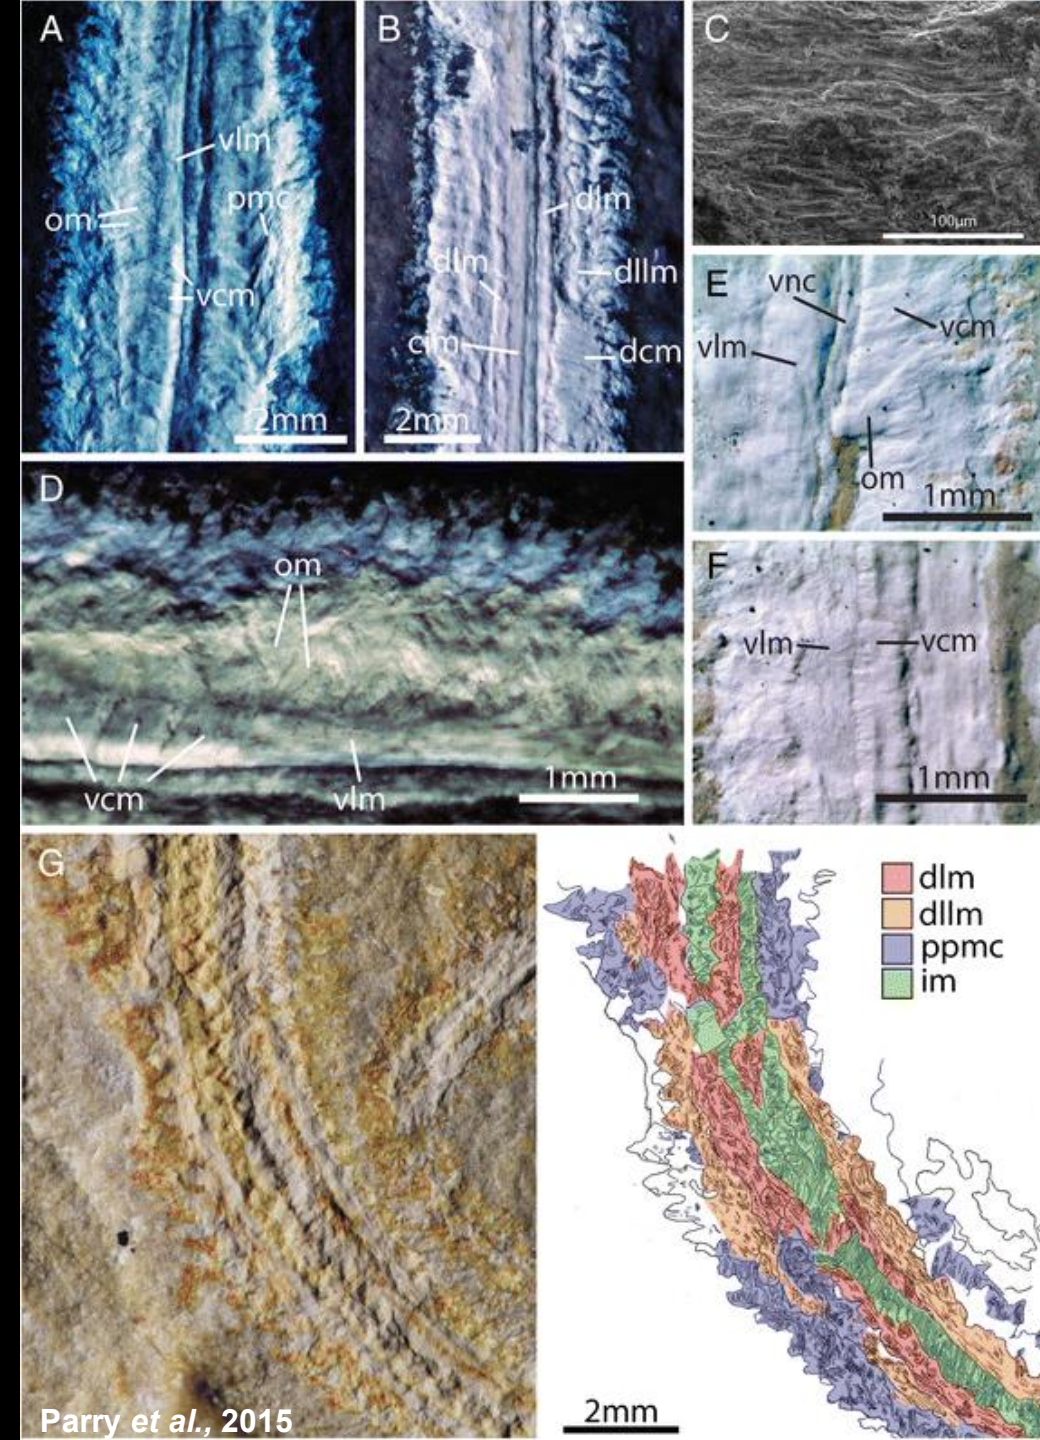 A
vlm
pmc
om
vcm
2mm
B
dlm
dlm
dllm
cim
dcm
2mm
C
100μm
E
vnc
vcm
vlm
om
1mm
D
om
vcm
vlm
1mm
F
vlm
vcm
1mm
G
dlm
dllm
ppmc
im
2mm
Parry et al., 2015